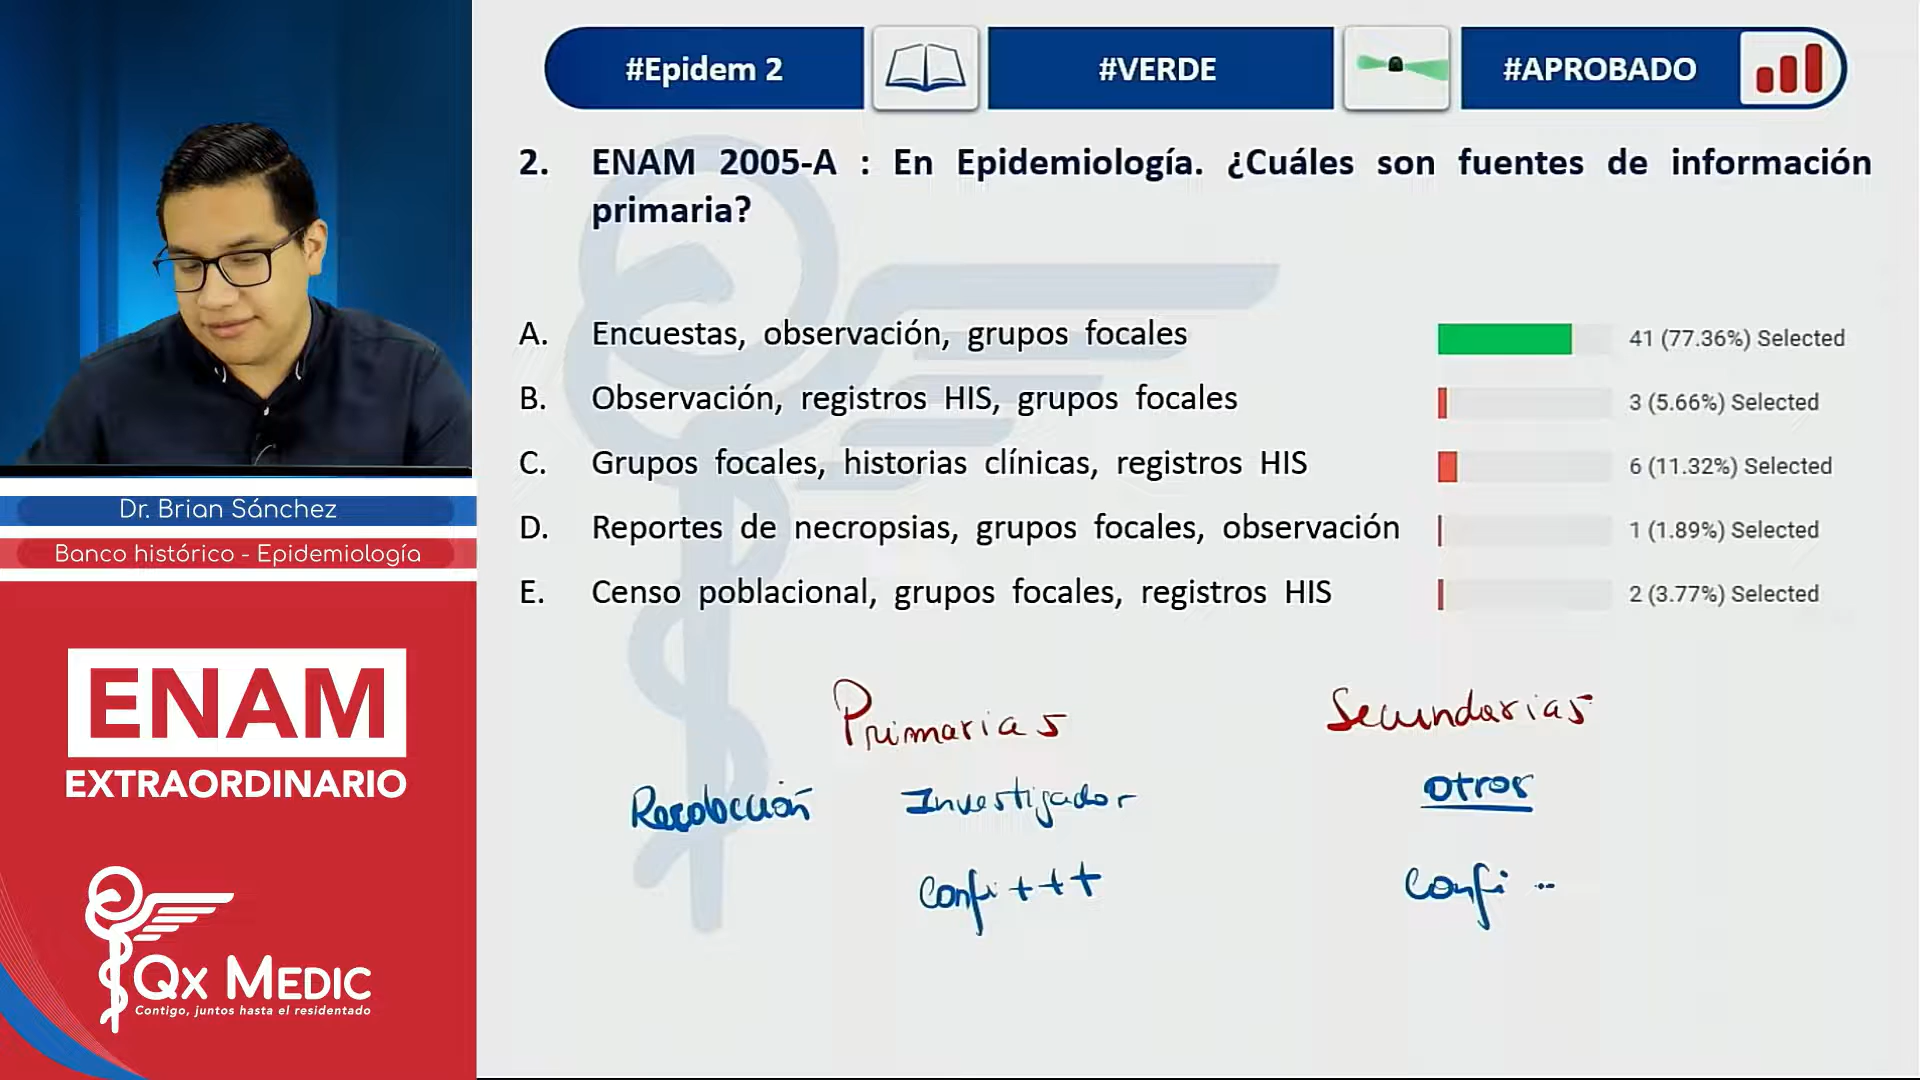 #Epidem 2
#VERDE
#APROBADO
2. ENAM 2005-A : En Epidemiología. ¿Cuáles son fuentes de información
primaria?
A. Encuestas, observación, grupos focales
41 (77.36%) Selected
B. Observación, registros HIS, grupos focales
3 (5.66%) Selected
C. Grupos focales, historias clínicas, registros HIS
6 (11.32%) Selected
D. Reportes de necropsias, grupos focales, observación
1 (1.89%) Selected
E. Censo poblacional, grupos focales, registros HIS
2 (3.77%) Selected
Primarias
Secundarias
Recolección
Investigador
otros
Confi +++
Confi --
Dr. Brian Sánchez
Banco histórico - Epidemiología
ENAM
EXTRAORDINARIO
QX MEDIC
Contigo, juntos hasta el residentado